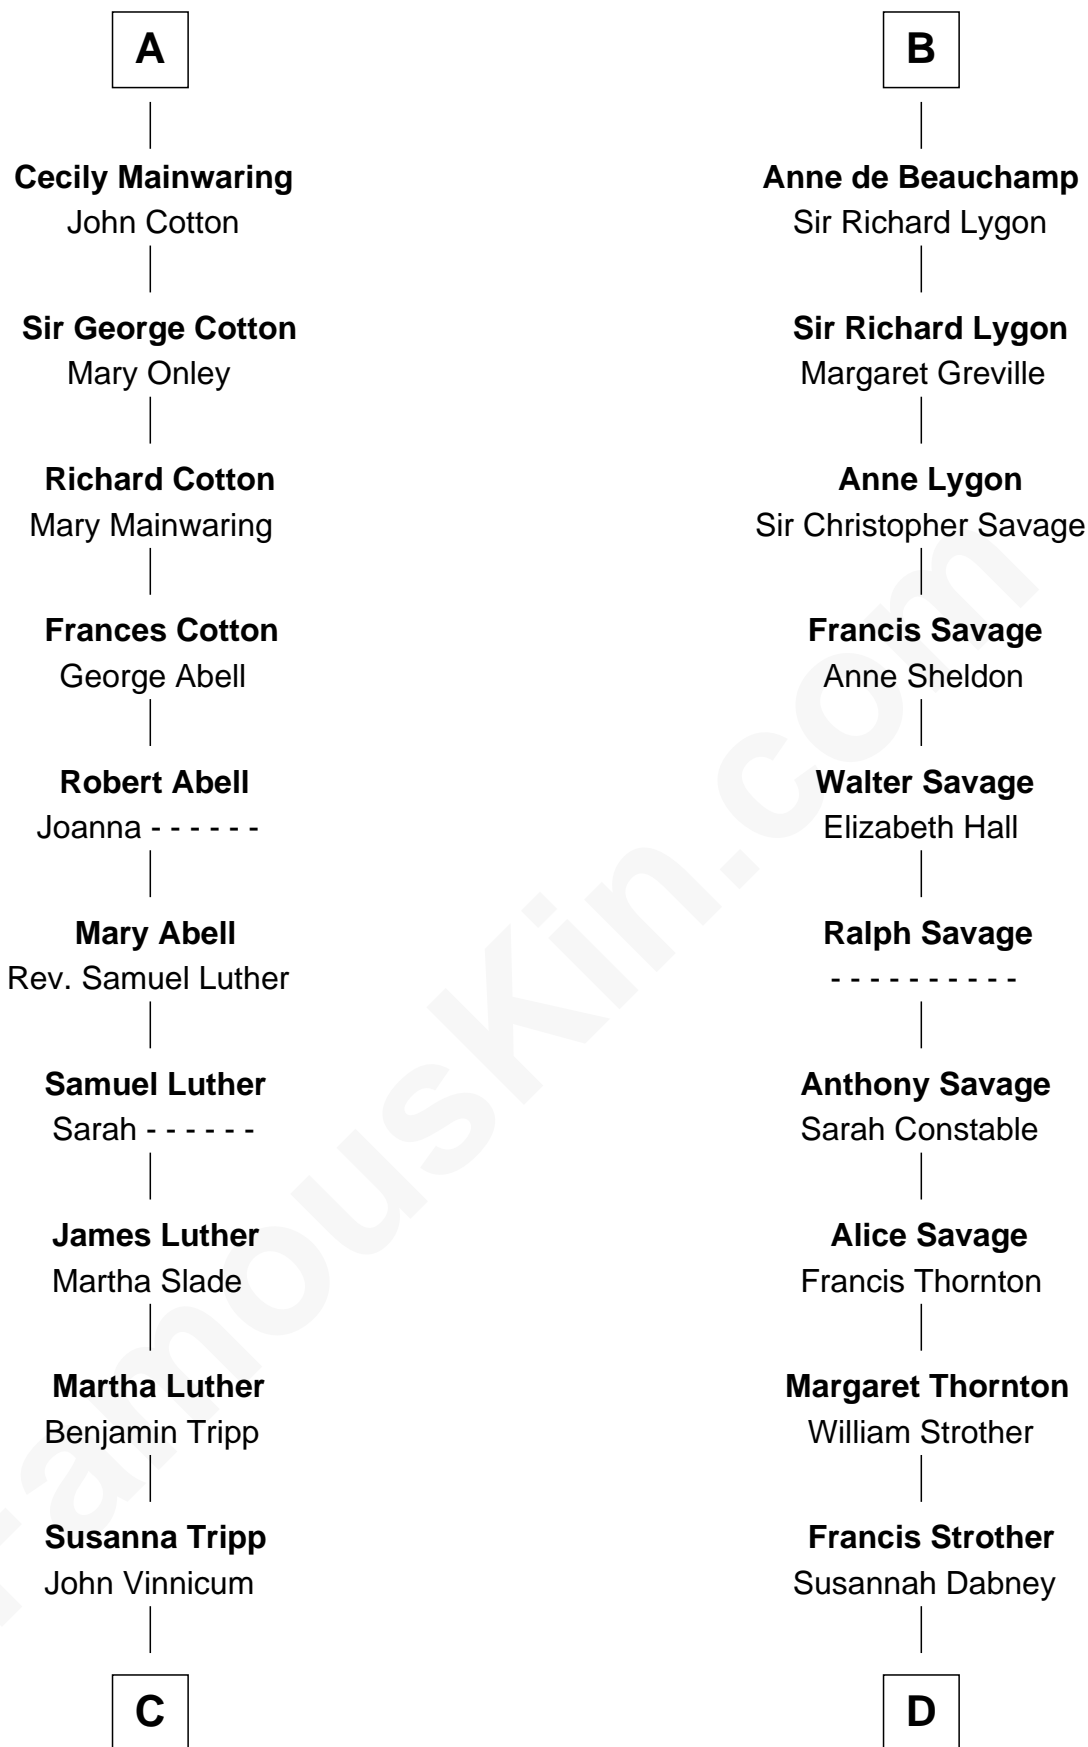 A
Cecily Mainwaring
John Cotton
Sir George Cotton
Mary Onley
Richard Cotton
Mary Mainwaring
Frances Cotton
George Abell
Robert Abell
Joanna - - - - - -
Mary Abell
Rev. Samuel Luther
Samuel Luther
Sarah - - - - - -
James Luther
Martha Slade
Martha Luther
Benjamin Tripp
Susanna Tripp
John Vinnicum
C
B
Anne de Beauchamp
Sir Richard Lygon
Sir Richard Lygon
Margaret Greville
Anne Lygon
Sir Christopher Savage
Francis Savage
Anne Sheldon
Walter Savage
Elizabeth Hall
Ralph Savage
- - - - - - - - - -
Anthony Savage
Sarah Constable
Alice Savage
Francis Thornton
Margaret Thornton
William Strother
Francis Strother
Susannah Dabney
D
FamousKin.com